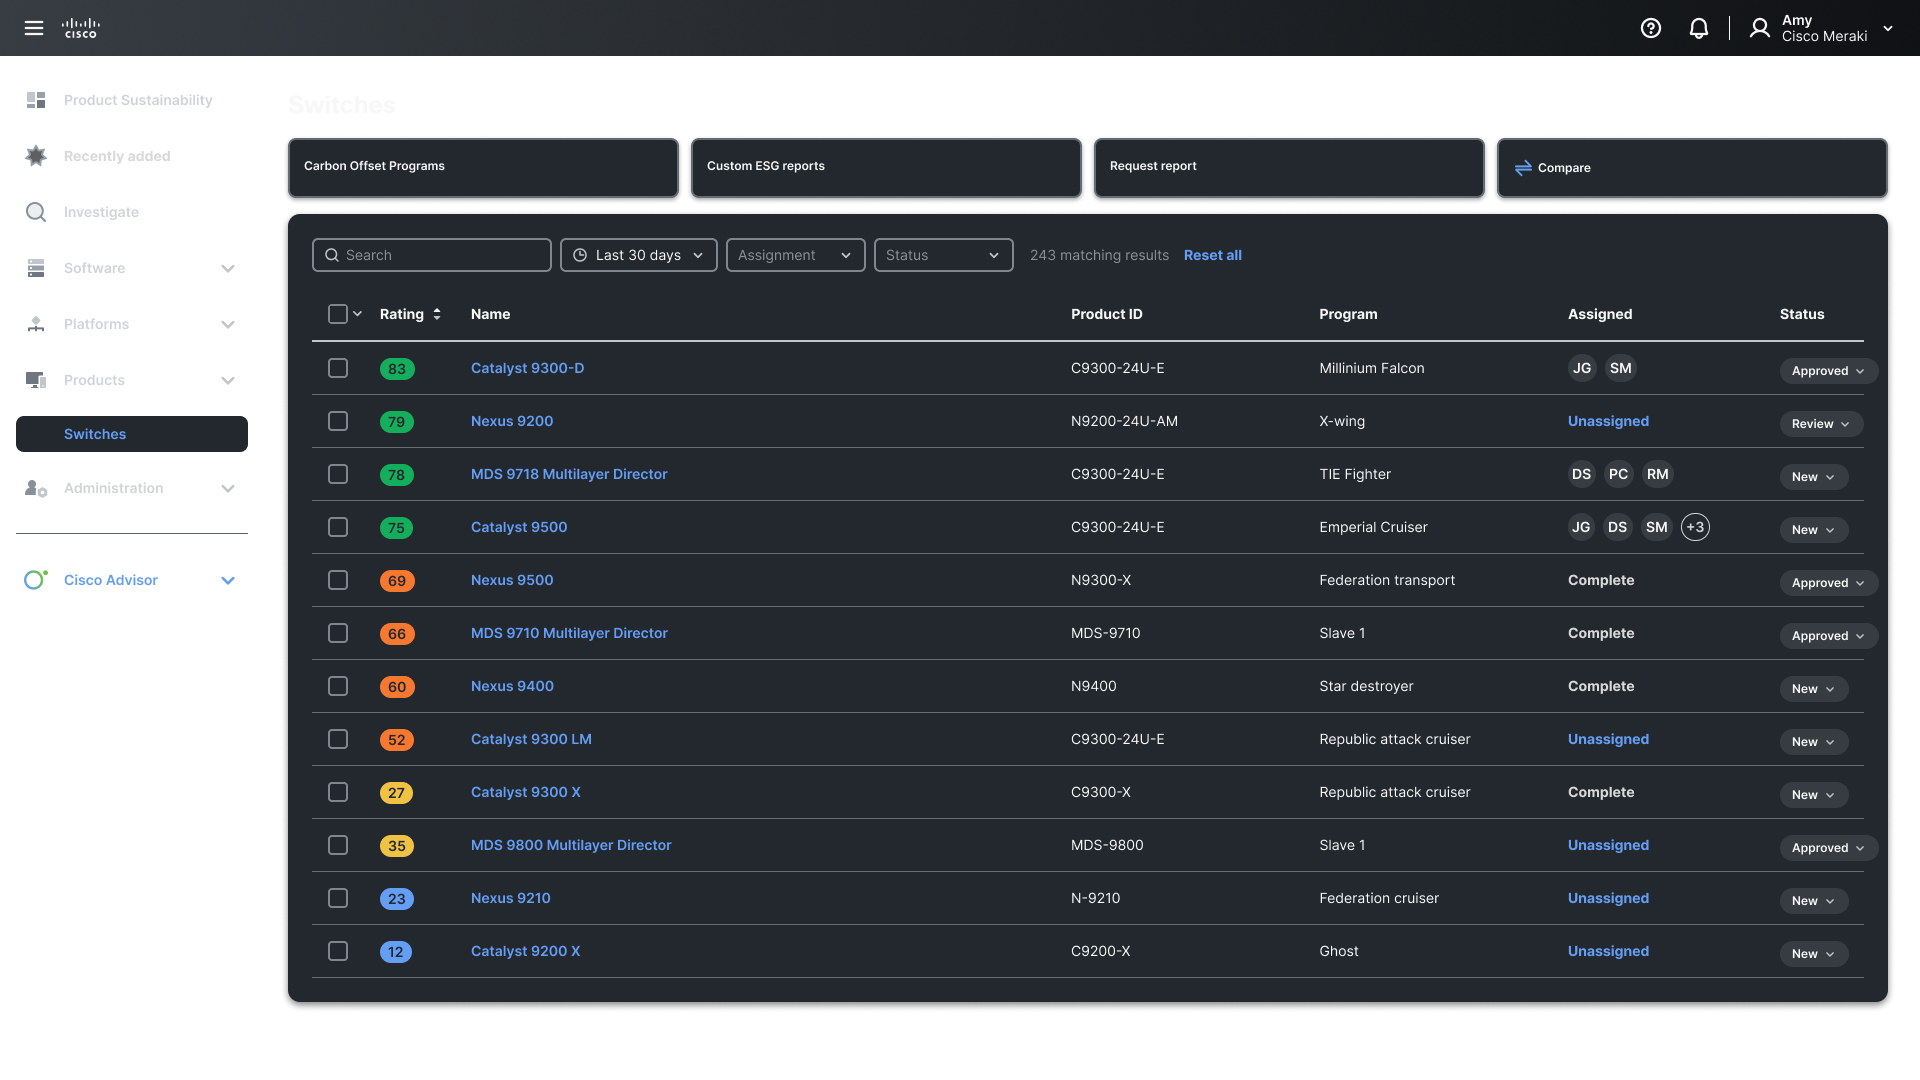 cisco
Amy
Cisco Meraki
Product Sustainability
Recently added
Investigate
Software
Platforms
Products
Switches
Administration
Cisco Advisor
Switches
Carbon Offset Programs
Custom ESG reports
Request report
Compare
Search
Last 30 days
Assignment
Status
243 matching results
Reset all
Rating Name Product ID Program Assigned Status
83 Catalyst 9300-D C9300-24U-E Millinium Falcon JG SM Approved
79 Nexus 9200 N9200-24U-AM X-wing Unassigned Review
78 MDS 9718 Multilayer Director C9300-24U-E TIE Fighter DS PC RM New
75 Catalyst 9500 C9300-24U-E Emperial Cruiser JG DS SM +3 New
69 Nexus 9500 N9300-X Federation transport Complete Approved
66 MDS 9710 Multilayer Director MDS-9710 Slave 1 Complete Approved
60 Nexus 9400 N9400 Star destroyer Complete New
52 Catalyst 9300 LM C9300-24U-E Republic attack cruiser Unassigned New
27 Catalyst 9300 X C9300-X Republic attack cruiser Complete New
35 MDS 9800 Multilayer Director MDS-9800 Slave 1 Unassigned Approved
23 Nexus 9210 N-9210 Federation cruiser Unassigned New
12 Catalyst 9200 X C9200-X Ghost Unassigned New